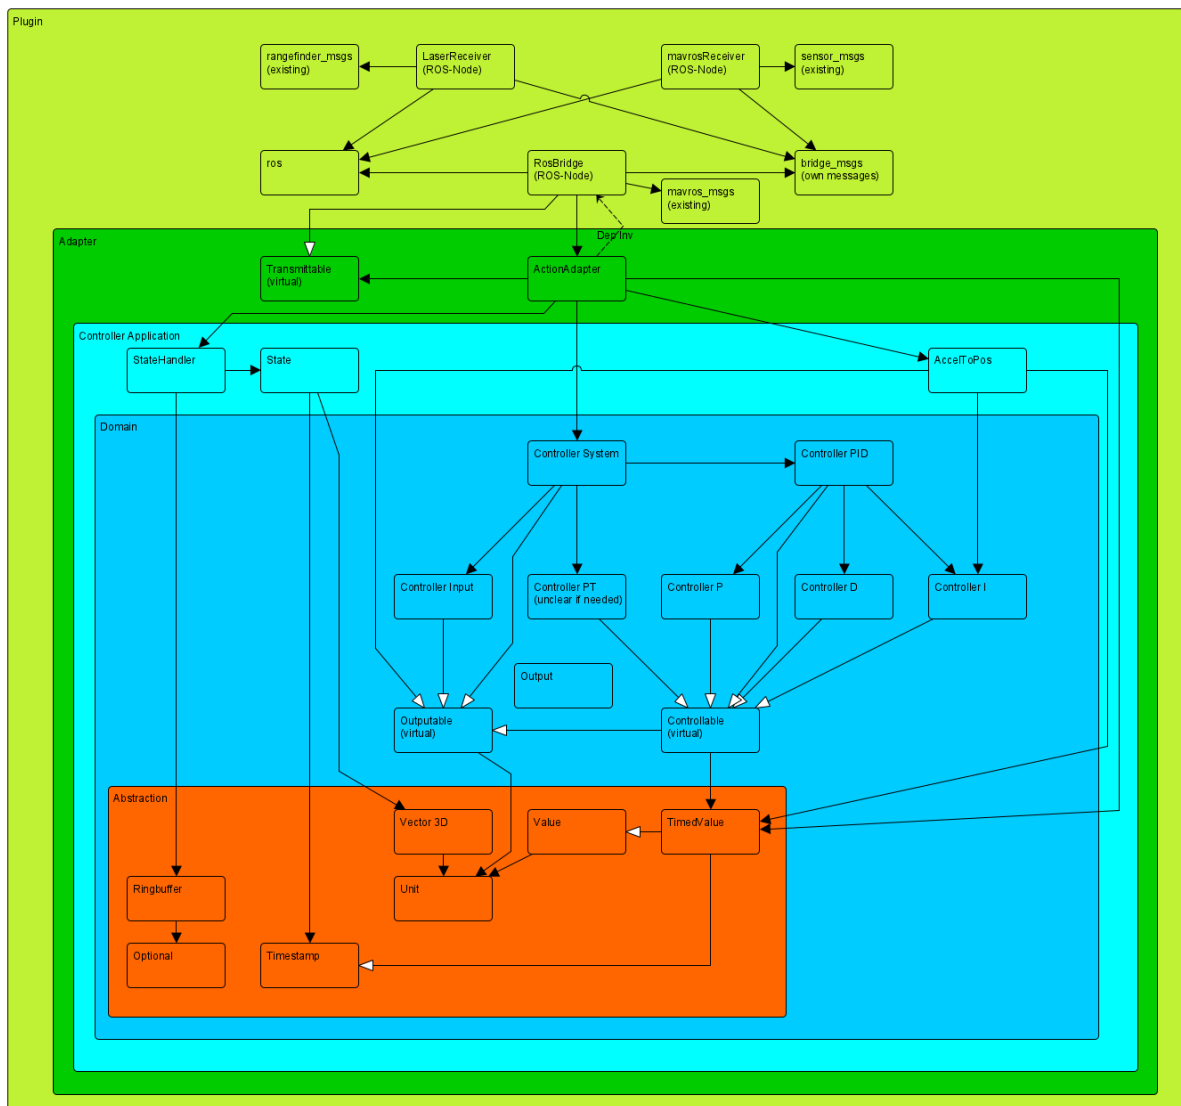 Plugin
rangefinder_msgs
(existing)
LaserReceiver
(ROS-Node)
mavrosReceiver
(ROS-Node)
sensor_msgs
(existing)
ros
RosBridge
(ROS-Node)
bridge_msgs
(own messages)
mavros_msgs
(existing)
Dep Inv
Adapter
Transmittable
(virtual)
ActionAdapter
Controller Application
StateHandler
State
AccelToPos
Domain
Controller System
Controller PID
Controller Input
Controller PT
(unclear if needed)
Controller P
Controller D
Controller I
Output
Outputable
(virtual)
Controllable
(virtual)
Abstraction
Vector 3D
Value
TimedValue
Ringbuffer
Unit
Optional
Timestamp